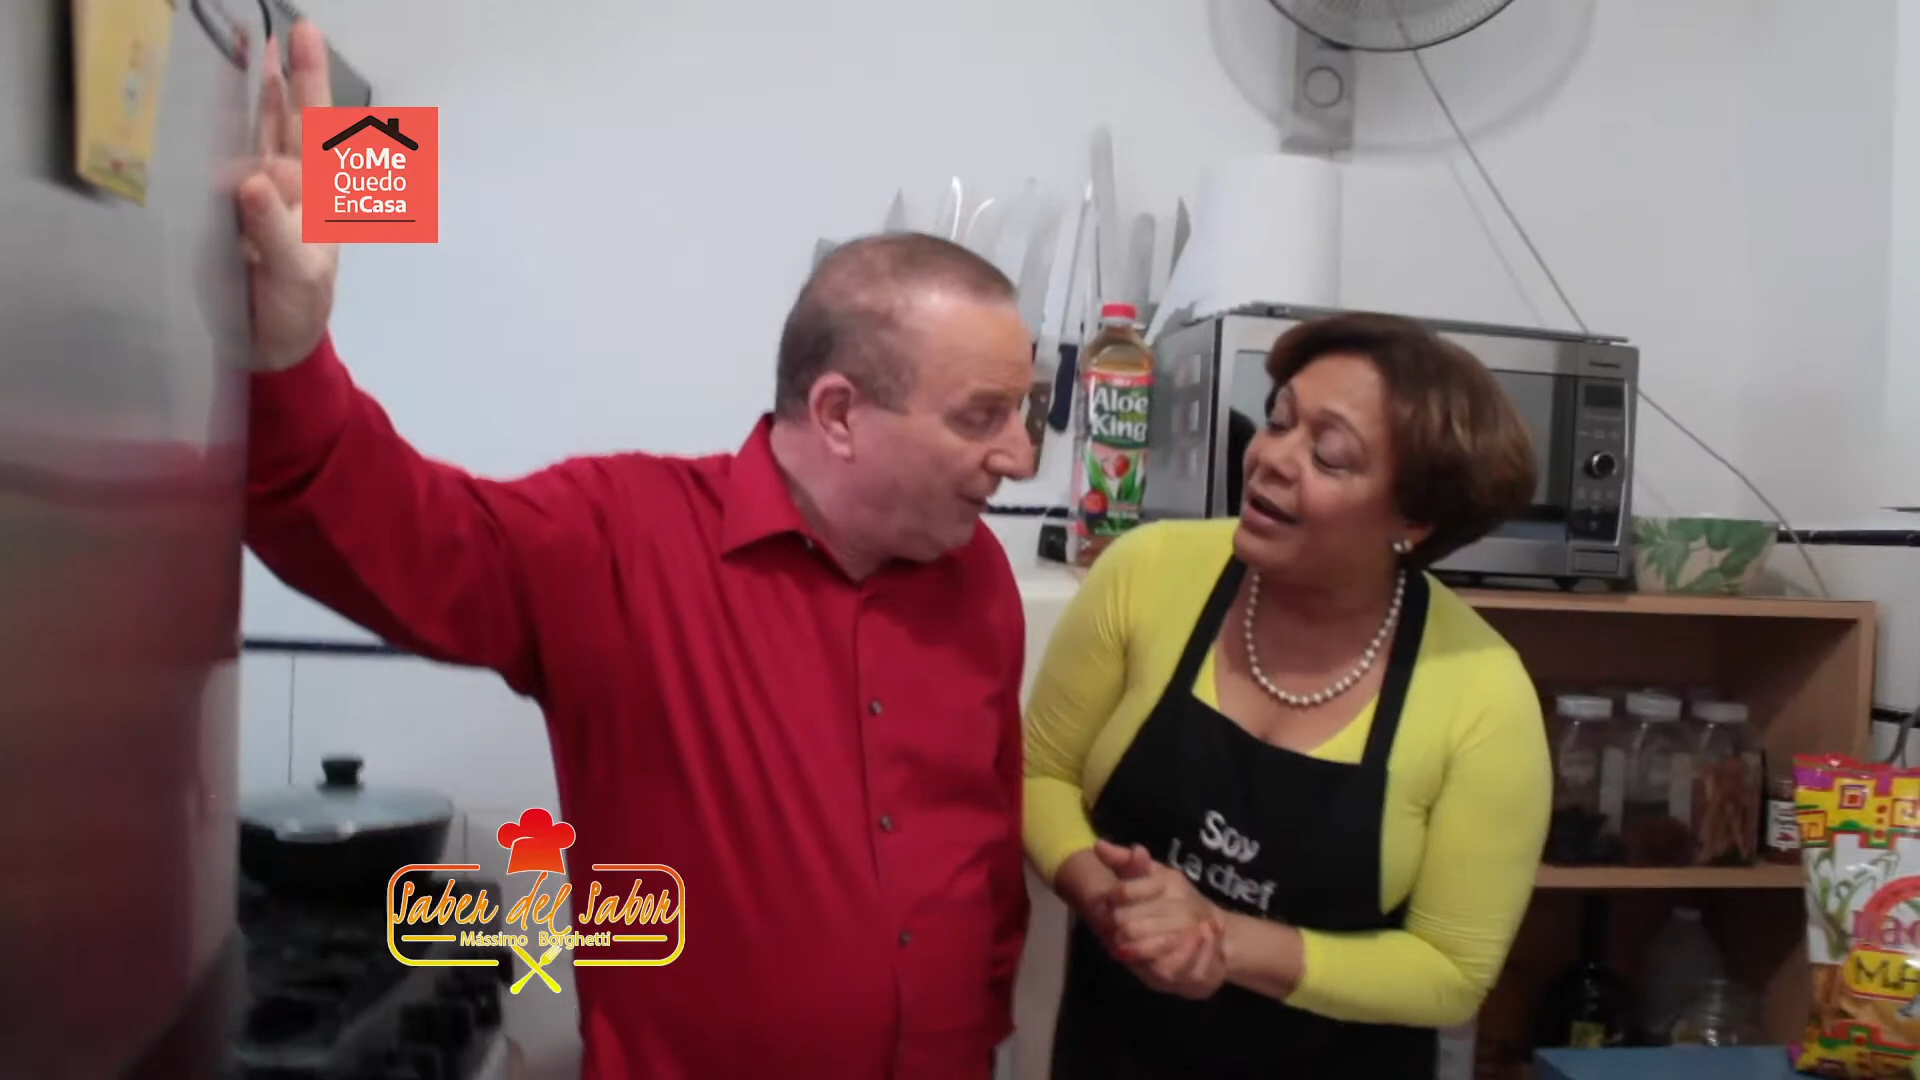 YoMe
Quedo
EnCasa
Aloe
King
Soy
La chef
Saber del Sabor
Mássimo Borghetti